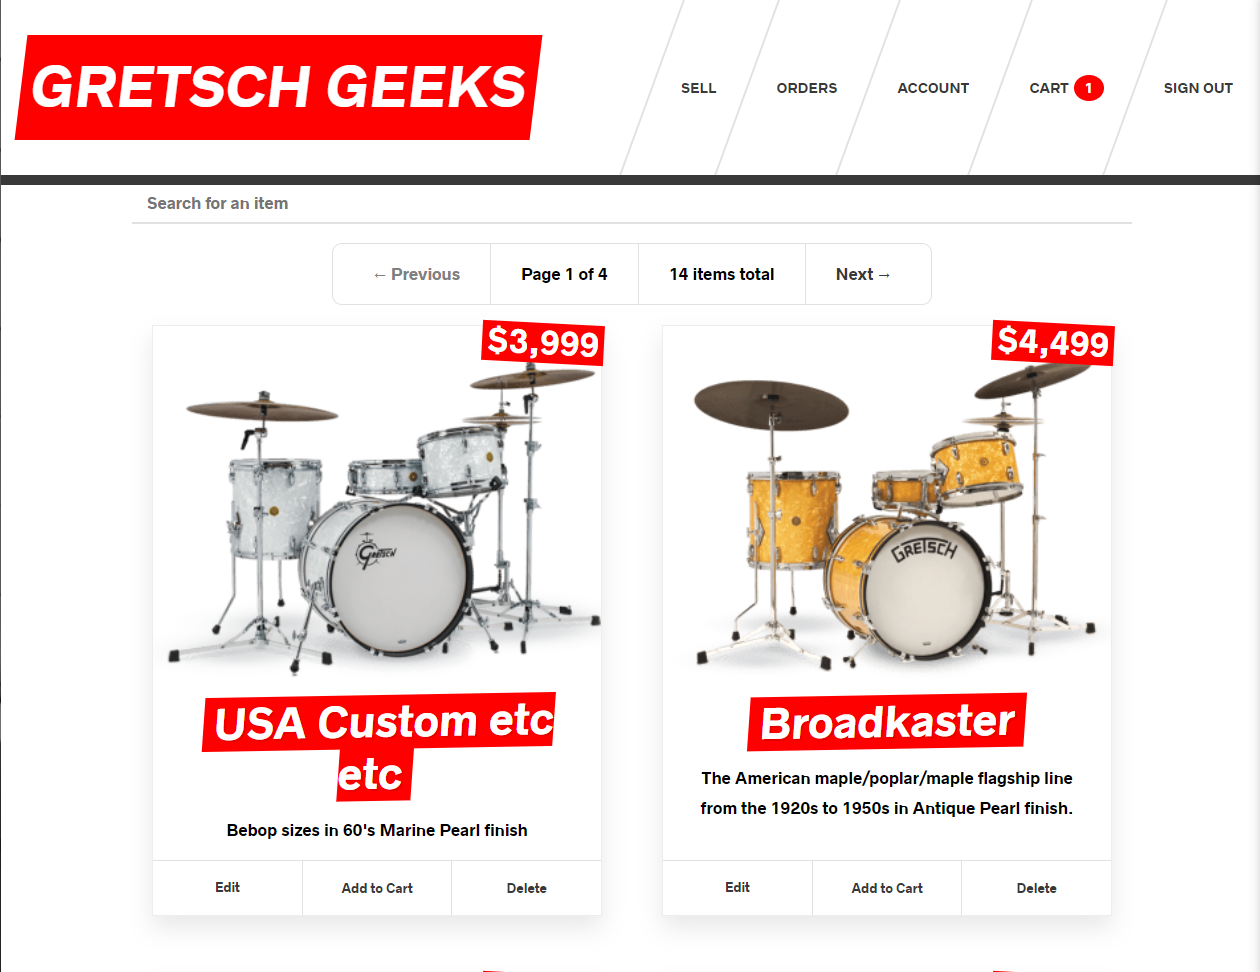 GRETSCH GEEKS
SELL
ORDERS
ACCOUNT
CART 1
SIGN OUT
Search for an item
← Previous
Page 1 of 4
14 items total
Next →
$3,999
GRETSCH
USA Custom etc
etc
Bebop sizes in 60's Marine Pearl finish
Edit
Add to Cart
Delete
$4,499
GRETSCH
Broadkaster
The American maple/poplar/maple flagship line
from the 1920s to 1950s in Antique Pearl finish.
Edit
Add to Cart
Delete